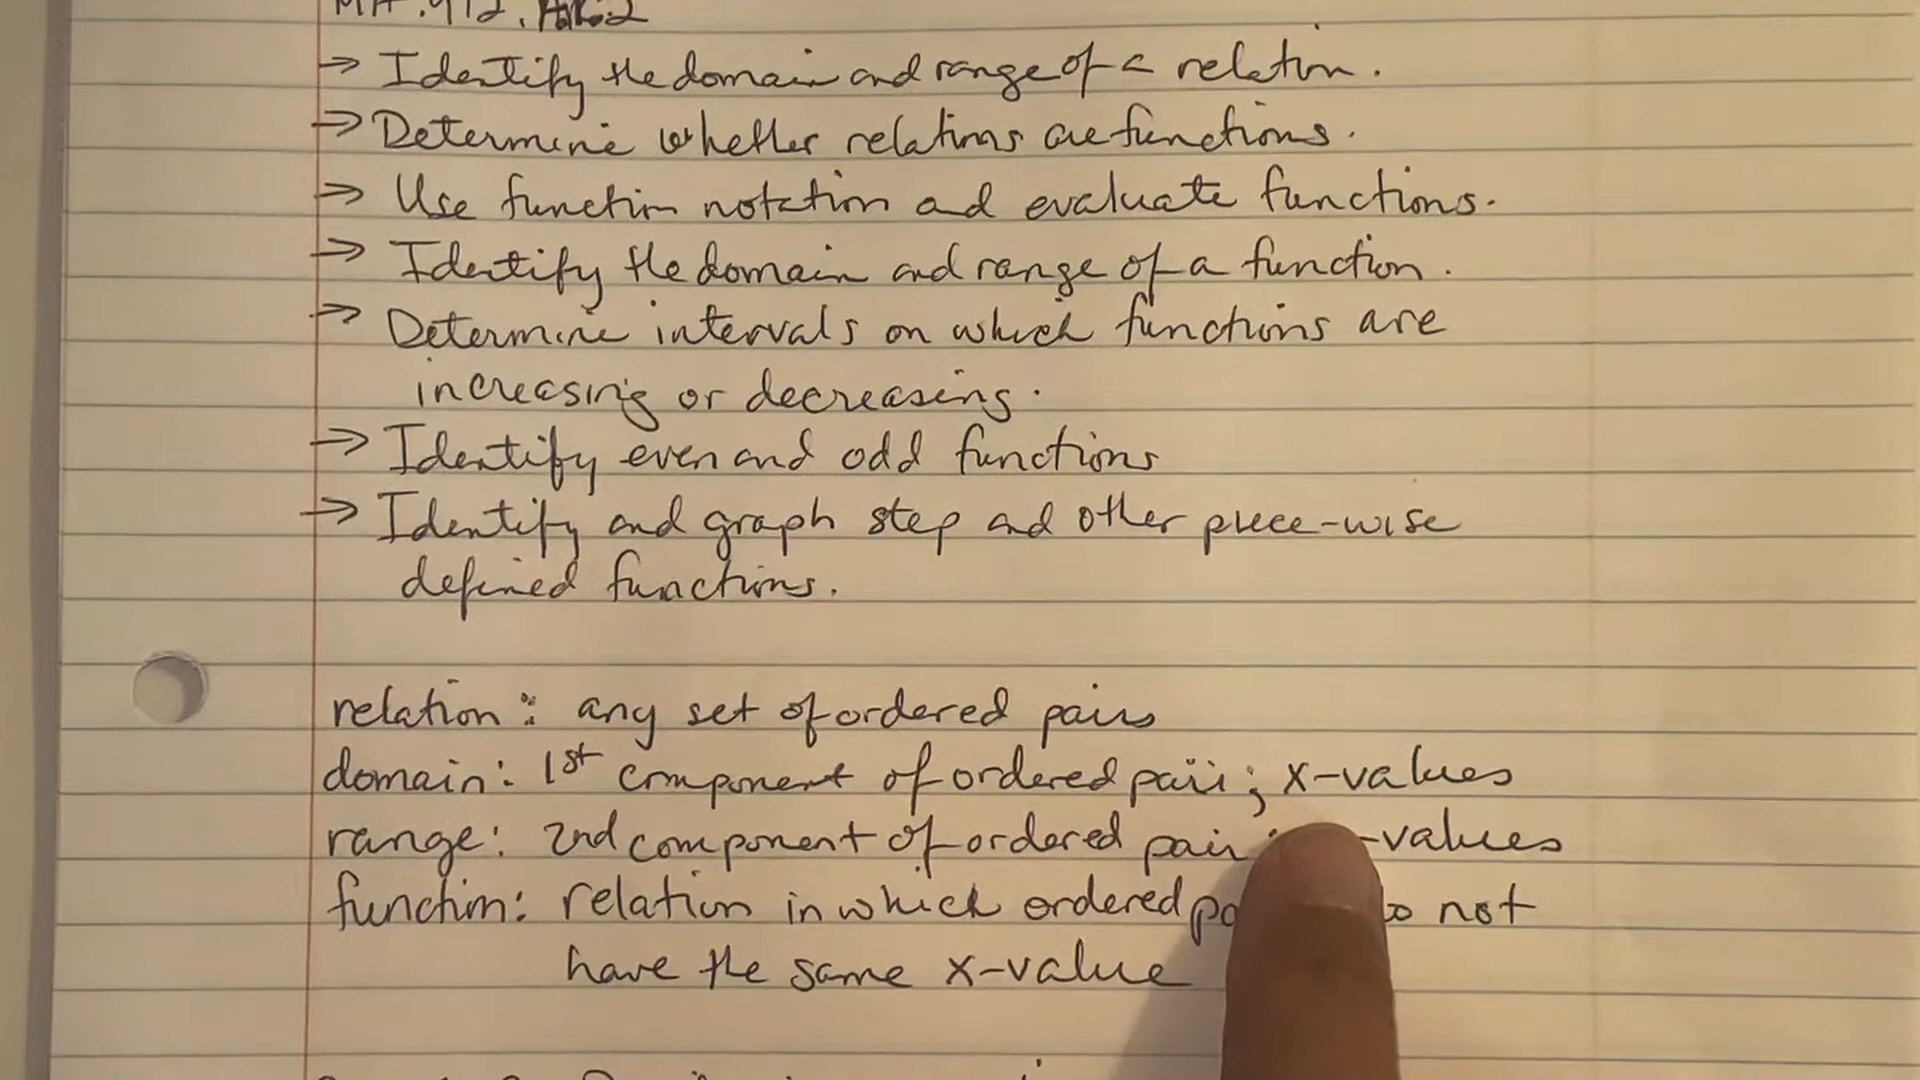 → Identify the domain and range of a relation.
→ Determine whether relations are functions.
→ Use function notation and evaluate functions.
→ Identify the domain and range of a function.
→ Determine intervals on which functions are
increasing or decreasing.
→ Identify even and odd functions
→ Identify and graph step and other piece-wise
defined functions.
relation: any set of ordered pairs
domain: 1st component of ordered pair; x-values
range: 2nd component of ordered pair -values
function: relation in which ordered not
have the same x-value